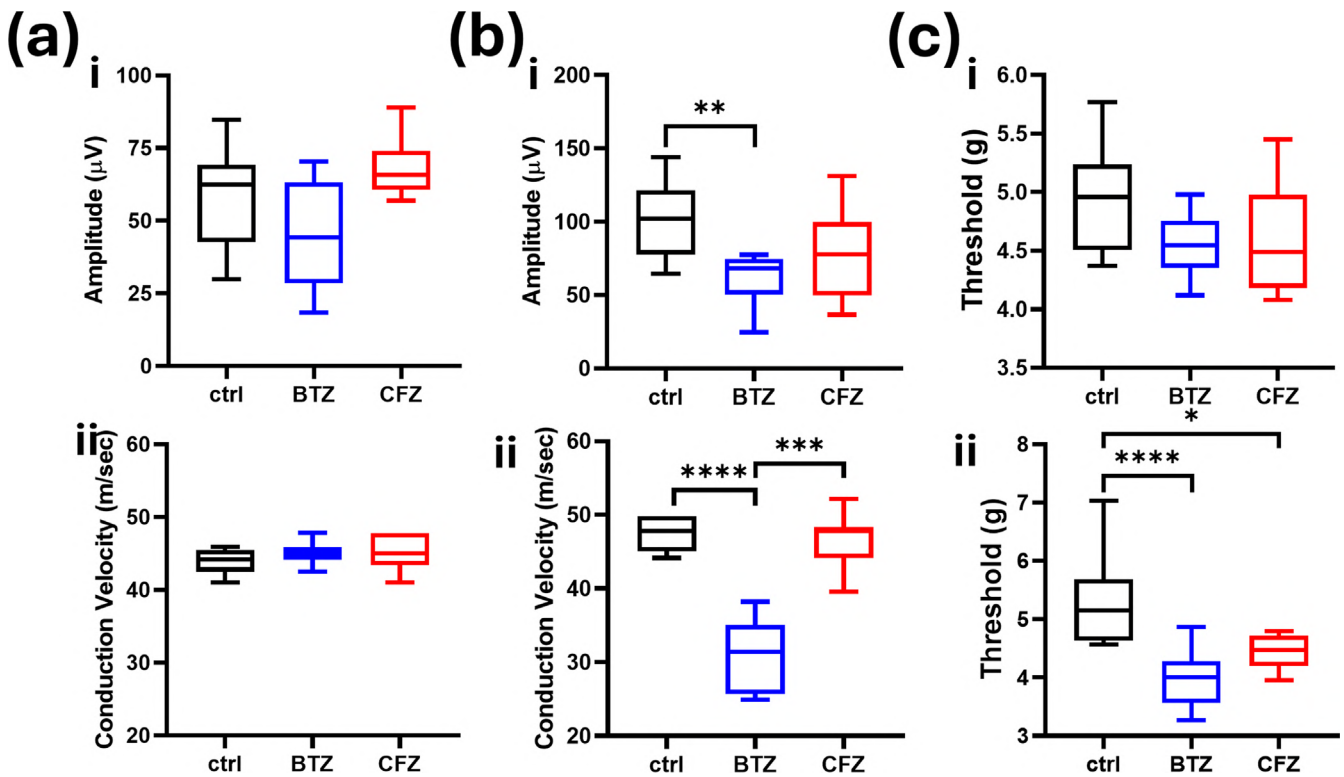 (a)
i
Amplitude (μV)
100
75
50
25
0
ctrl BTZ CFZ
ii
Conduction Velocity (m/sec)
60
50
40
30
20
ctrl BTZ CFZ
(b)
i
Amplitude (μV)
200
150
100
50
0
**
ctrl BTZ CFZ
ii
Conduction Velocity (m/sec)
60
50
40
30
20
**** ***
ctrl BTZ CFZ
(c)
i
Threshold (g)
6.0
5.5
5.0
4.5
4.0
3.5
ctrl BTZ CFZ
ii
Threshold (g)
8
7
6
5
4
3
*
****
ctrl BTZ CFZ